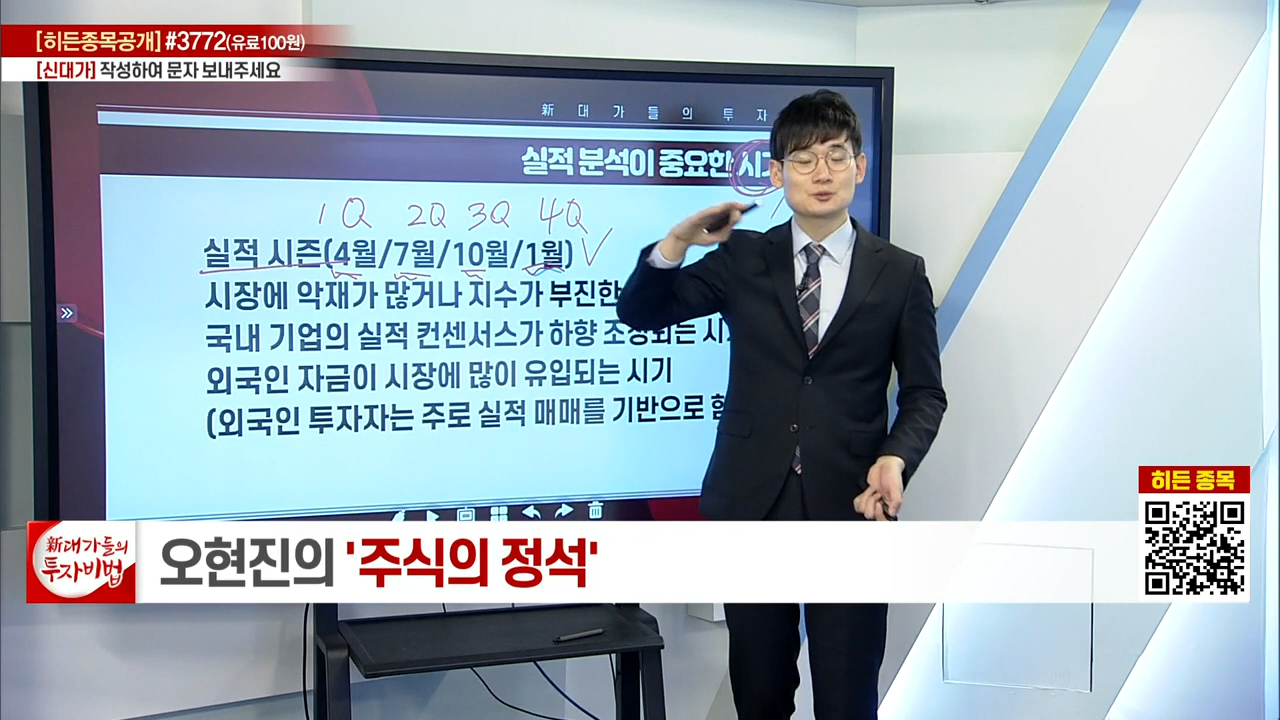 [히든종목공개] #3772(유료100원)
[신대가] 작성하여 문자 보내주세요
新 대 가 들 의 투 자
실적 분석이 중요한 시기
1Q 2Q 3Q 4Q
실적 시즌(4월/7월/10월/1월)
시장에 악재가 많거나 지수가 부진한
국내 기업의 실적 컨센서스가 하향 조정되는 시기
외국인 자금이 시장에 많이 유입되는 시기
(외국인 투자자는 주로 실적 매매를 기반으로 함
히든 종목
新대가들의
투자비법
오현진의 '주식의 정석'